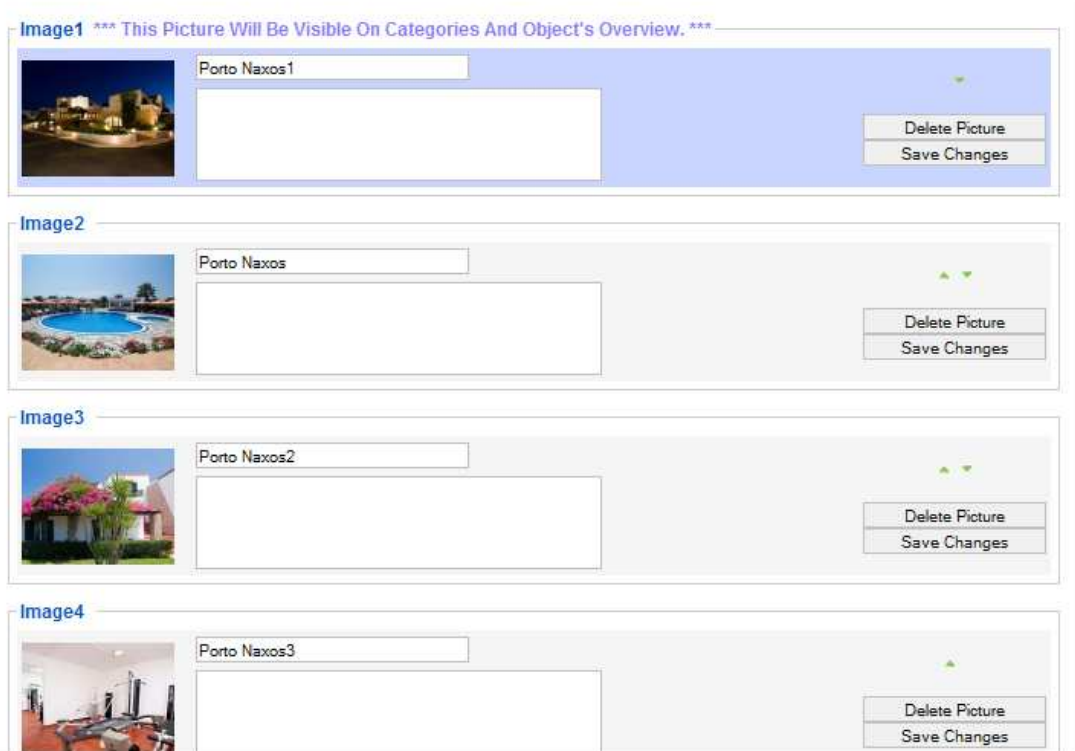 Image1 *** This Picture Will Be Visible On Categories And Object's Overview. ***
Porto Naxos1
Delete Picture
Save Changes
Image2
Porto Naxos
Delete Picture
Save Changes
Image3
Porto Naxos2
Delete Picture
Save Changes
Image4
Porto Naxos3
Delete Picture
Save Changes